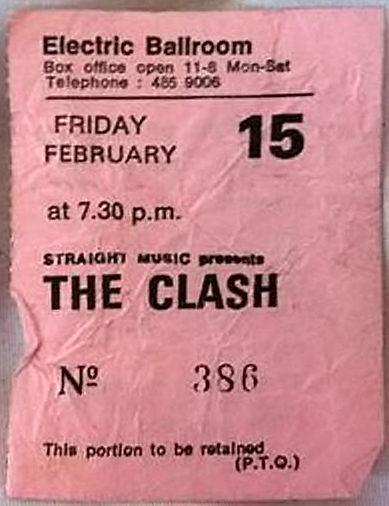 Electric Ballroom
Box office open 11-6 Mon-Sat
Telephone : 485 9006
FRIDAY 15
FEBRUARY
at 7.30 p.m.
STRAIGHT MUSIC presents
THE CLASH
Nº 386
This portion to be retained
(P.T.O.)